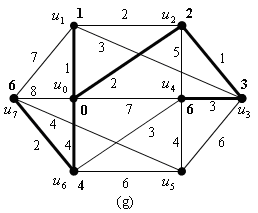 1 2
u1 2 u2
7 3 5 1
1
6 8 u0 2 u4 3
0 7 6 3 u3
u7 4
4 4 3 4 6
2
u6 4 6 u5
(g)